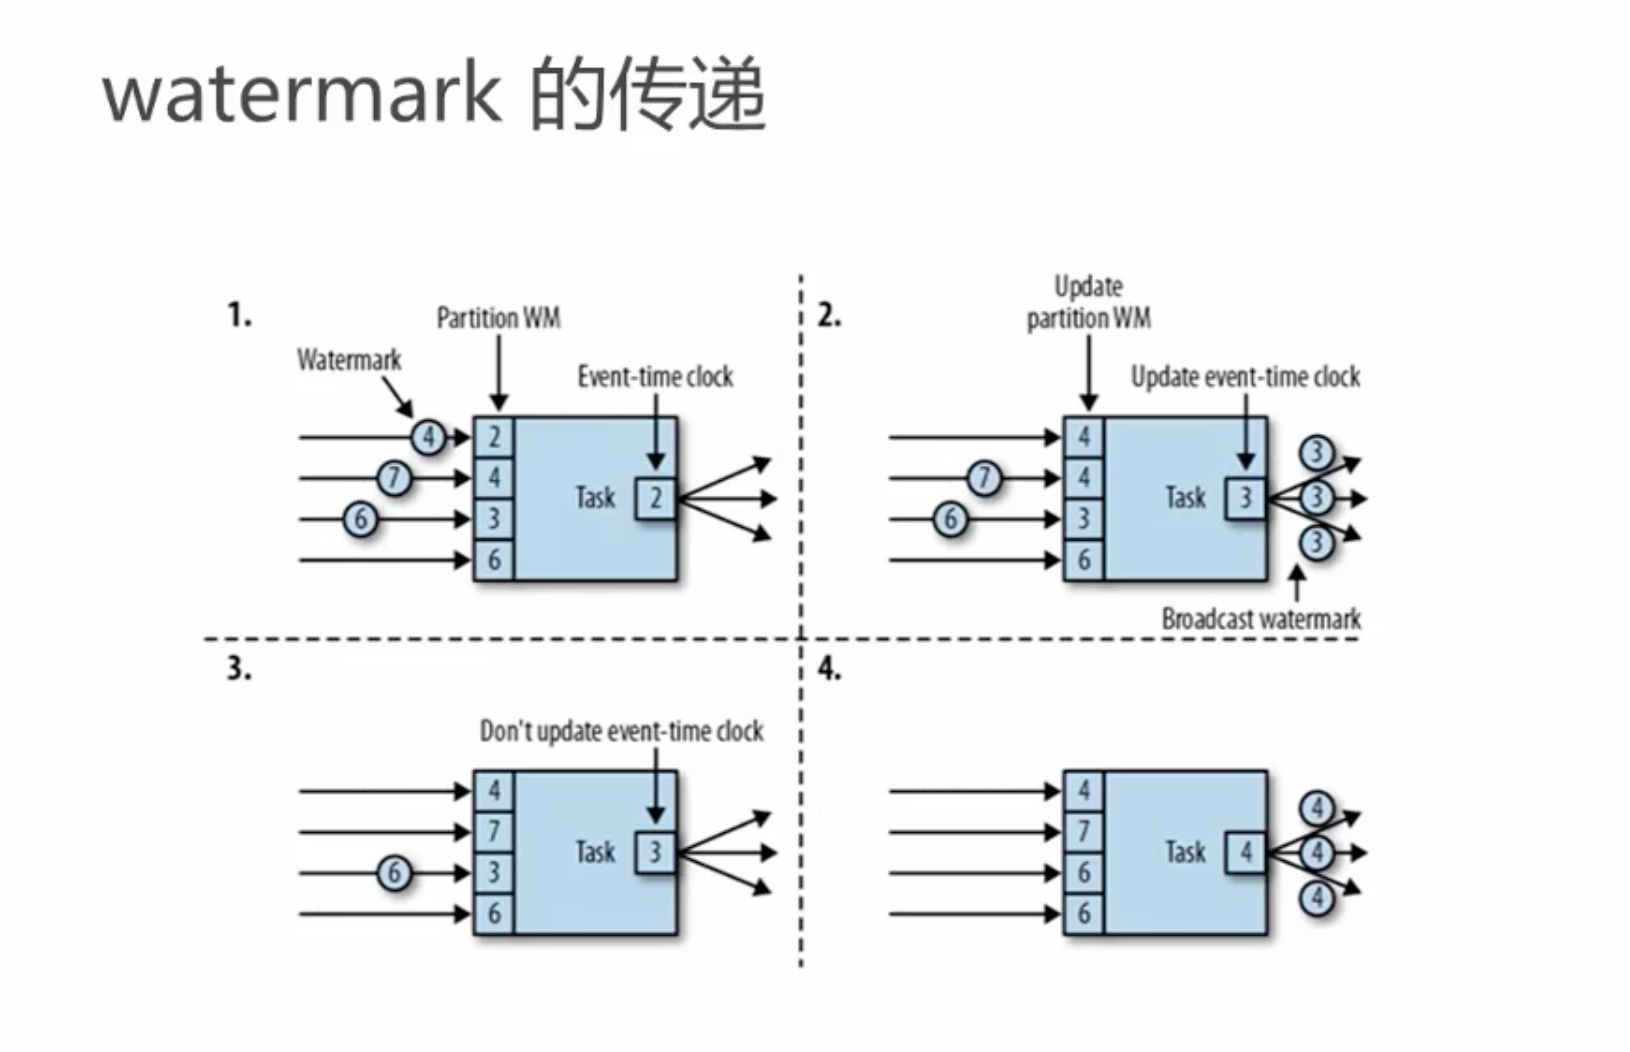 watermark 的传递
1.
Partition WM
Watermark
Event-time clock
4
2
7
4
6
3
6
Task
2
2.
Update
partition WM
Update event-time clock
4
7
4
6
3
6
Task
3
3
3
3
Broadcast watermark
3.
Don't update event-time clock
4
7
6
3
6
Task
3
4.
4
7
6
6
Task
4
4
4
4